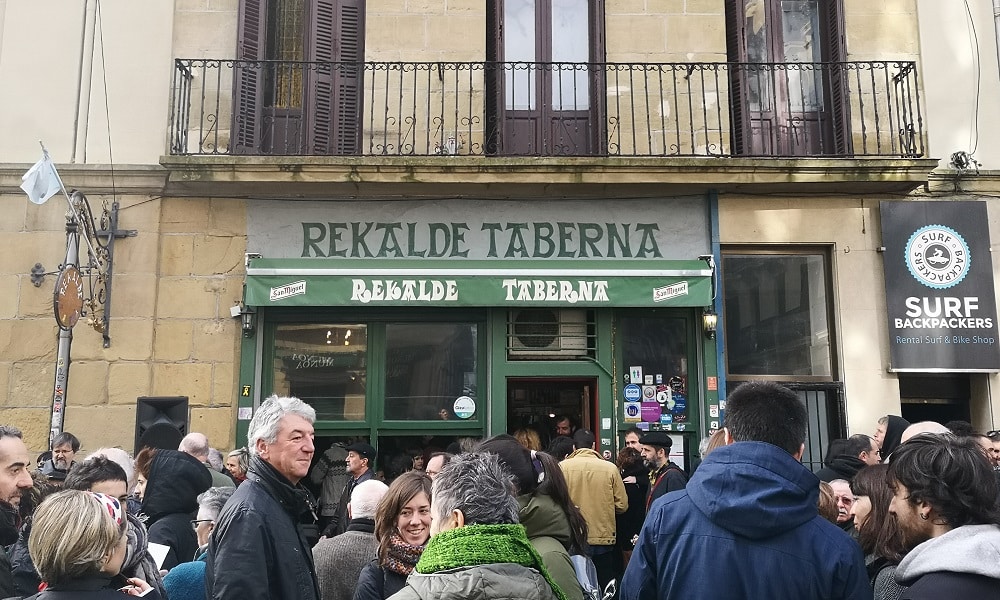 REKALDE TABERNA
San Miguel REKALDE TABERNA San Miguel
SURF
BACKPACKERS
SURF
BACKPACKERS
Rental Surf & Bike Shop